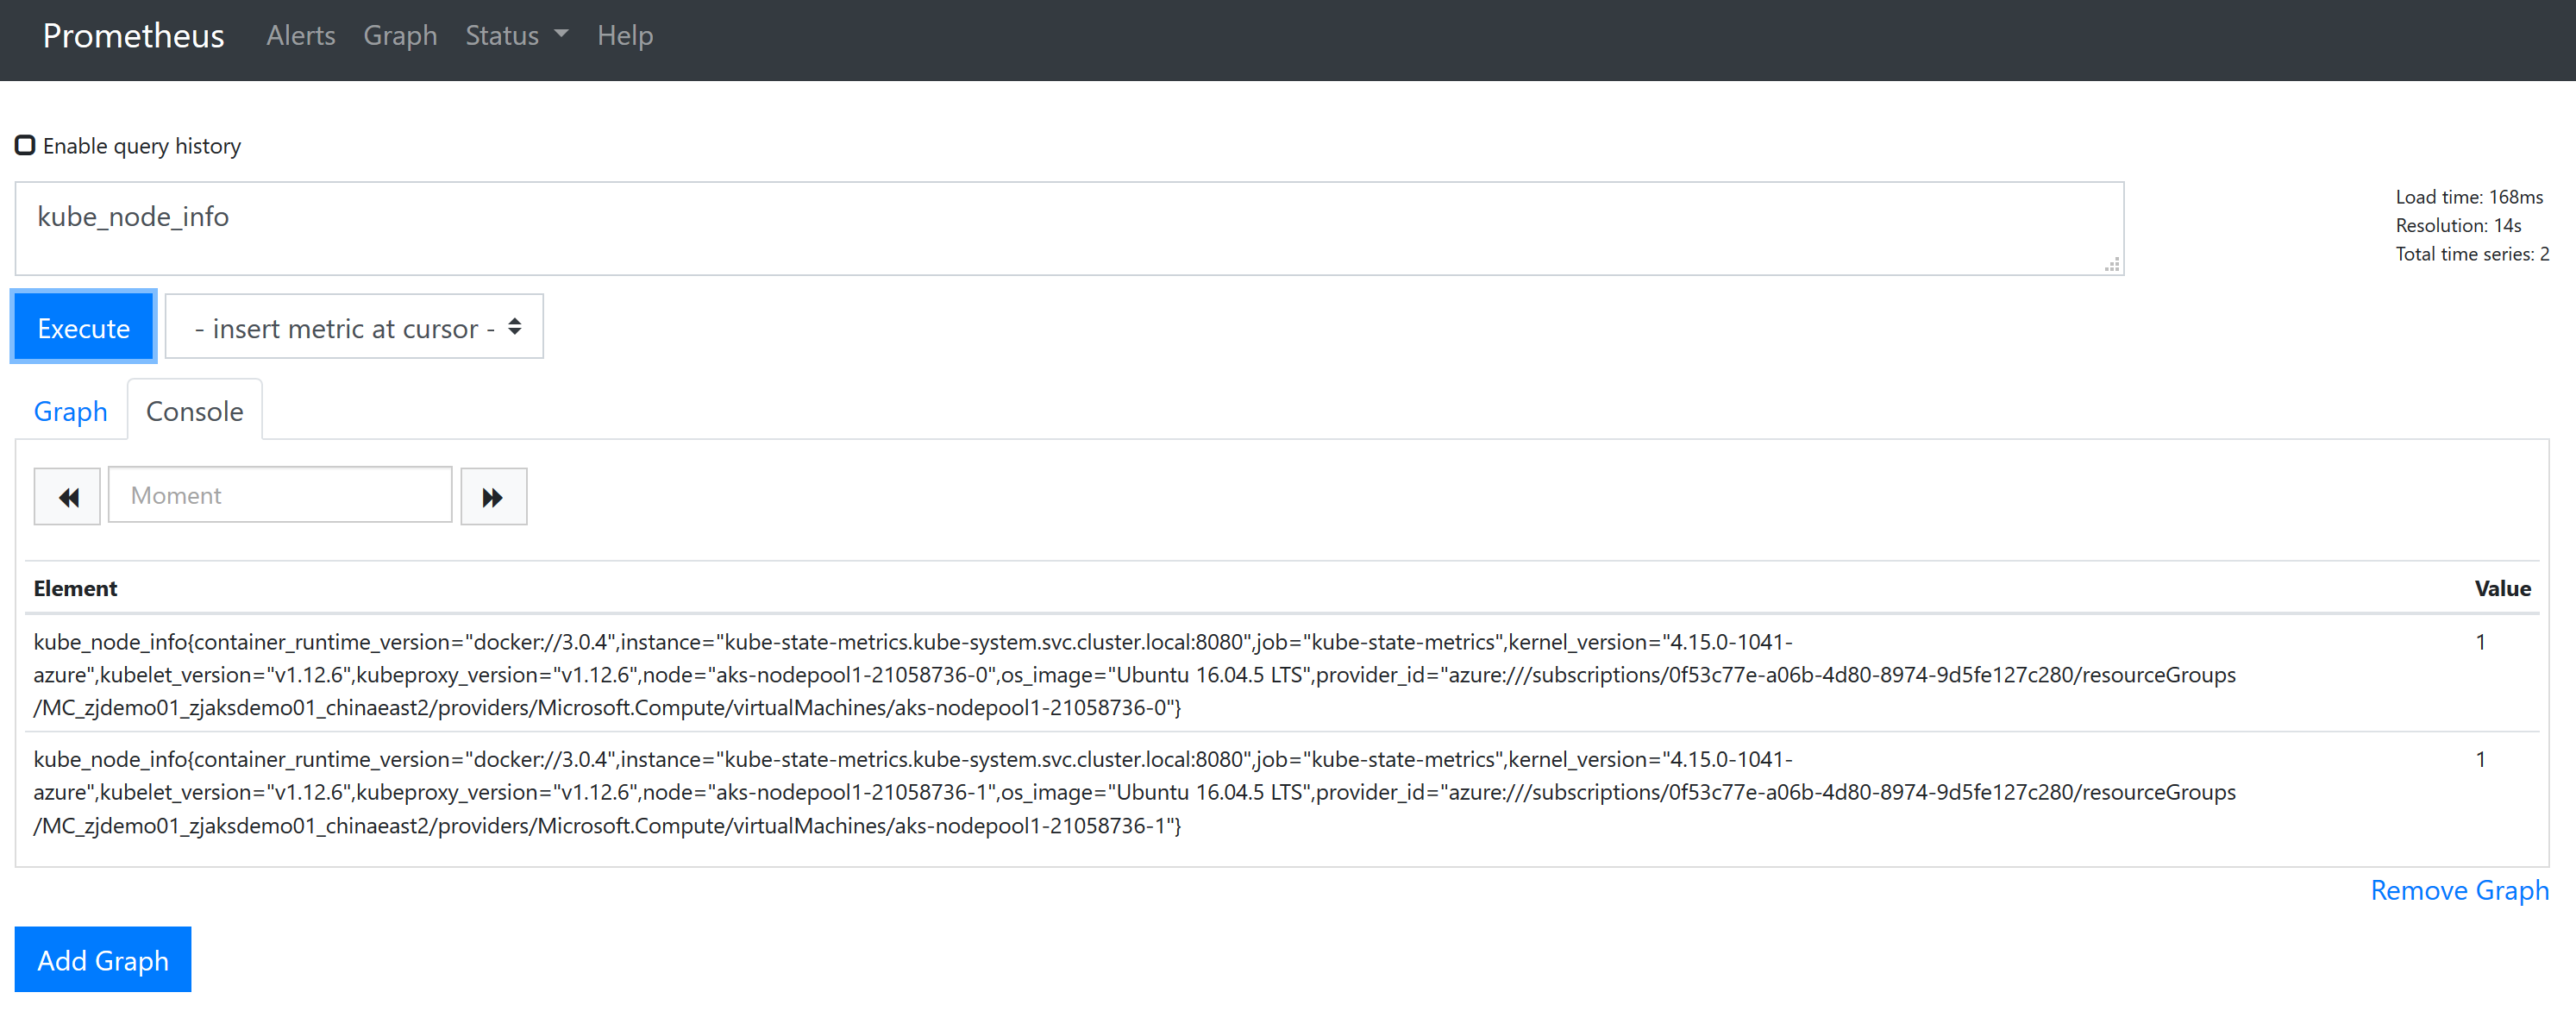 Prometheus Alerts Graph Status Help
Enable query history
kube_node_info
Load time: 168ms
Resolution: 14s
Total time series: 2
Execute - insert metric at cursor -
Graph Console
Moment
Element Value
kube_node_info{container_runtime_version="docker://3.0.4",instance="kube-state-metrics.kube-system.svc.cluster.local:8080",job="kube-state-metrics",kernel_version="4.15.0-1041- 1
azure",kubelet_version="v1.12.6",kubeproxy_version="v1.12.6",node="aks-nodepool1-21058736-0",os_image="Ubuntu 16.04.5 LTS",provider_id="azure:///subscriptions/0f53c77e-a06b-4d80-8974-9d5fe127c280/resourceGroups
/MC_zjdemo01_zjaksdemo01_chinaeast2/providers/Microsoft.Compute/virtualMachines/aks-nodepool1-21058736-0"}
kube_node_info{container_runtime_version="docker://3.0.4",instance="kube-state-metrics.kube-system.svc.cluster.local:8080",job="kube-state-metrics",kernel_version="4.15.0-1041- 1
azure",kubelet_version="v1.12.6",kubeproxy_version="v1.12.6",node="aks-nodepool1-21058736-1",os_image="Ubuntu 16.04.5 LTS",provider_id="azure:///subscriptions/0f53c77e-a06b-4d80-8974-9d5fe127c280/resourceGroups
/MC_zjdemo01_zjaksdemo01_chinaeast2/providers/Microsoft.Compute/virtualMachines/aks-nodepool1-21058736-1"}
Remove Graph
Add Graph